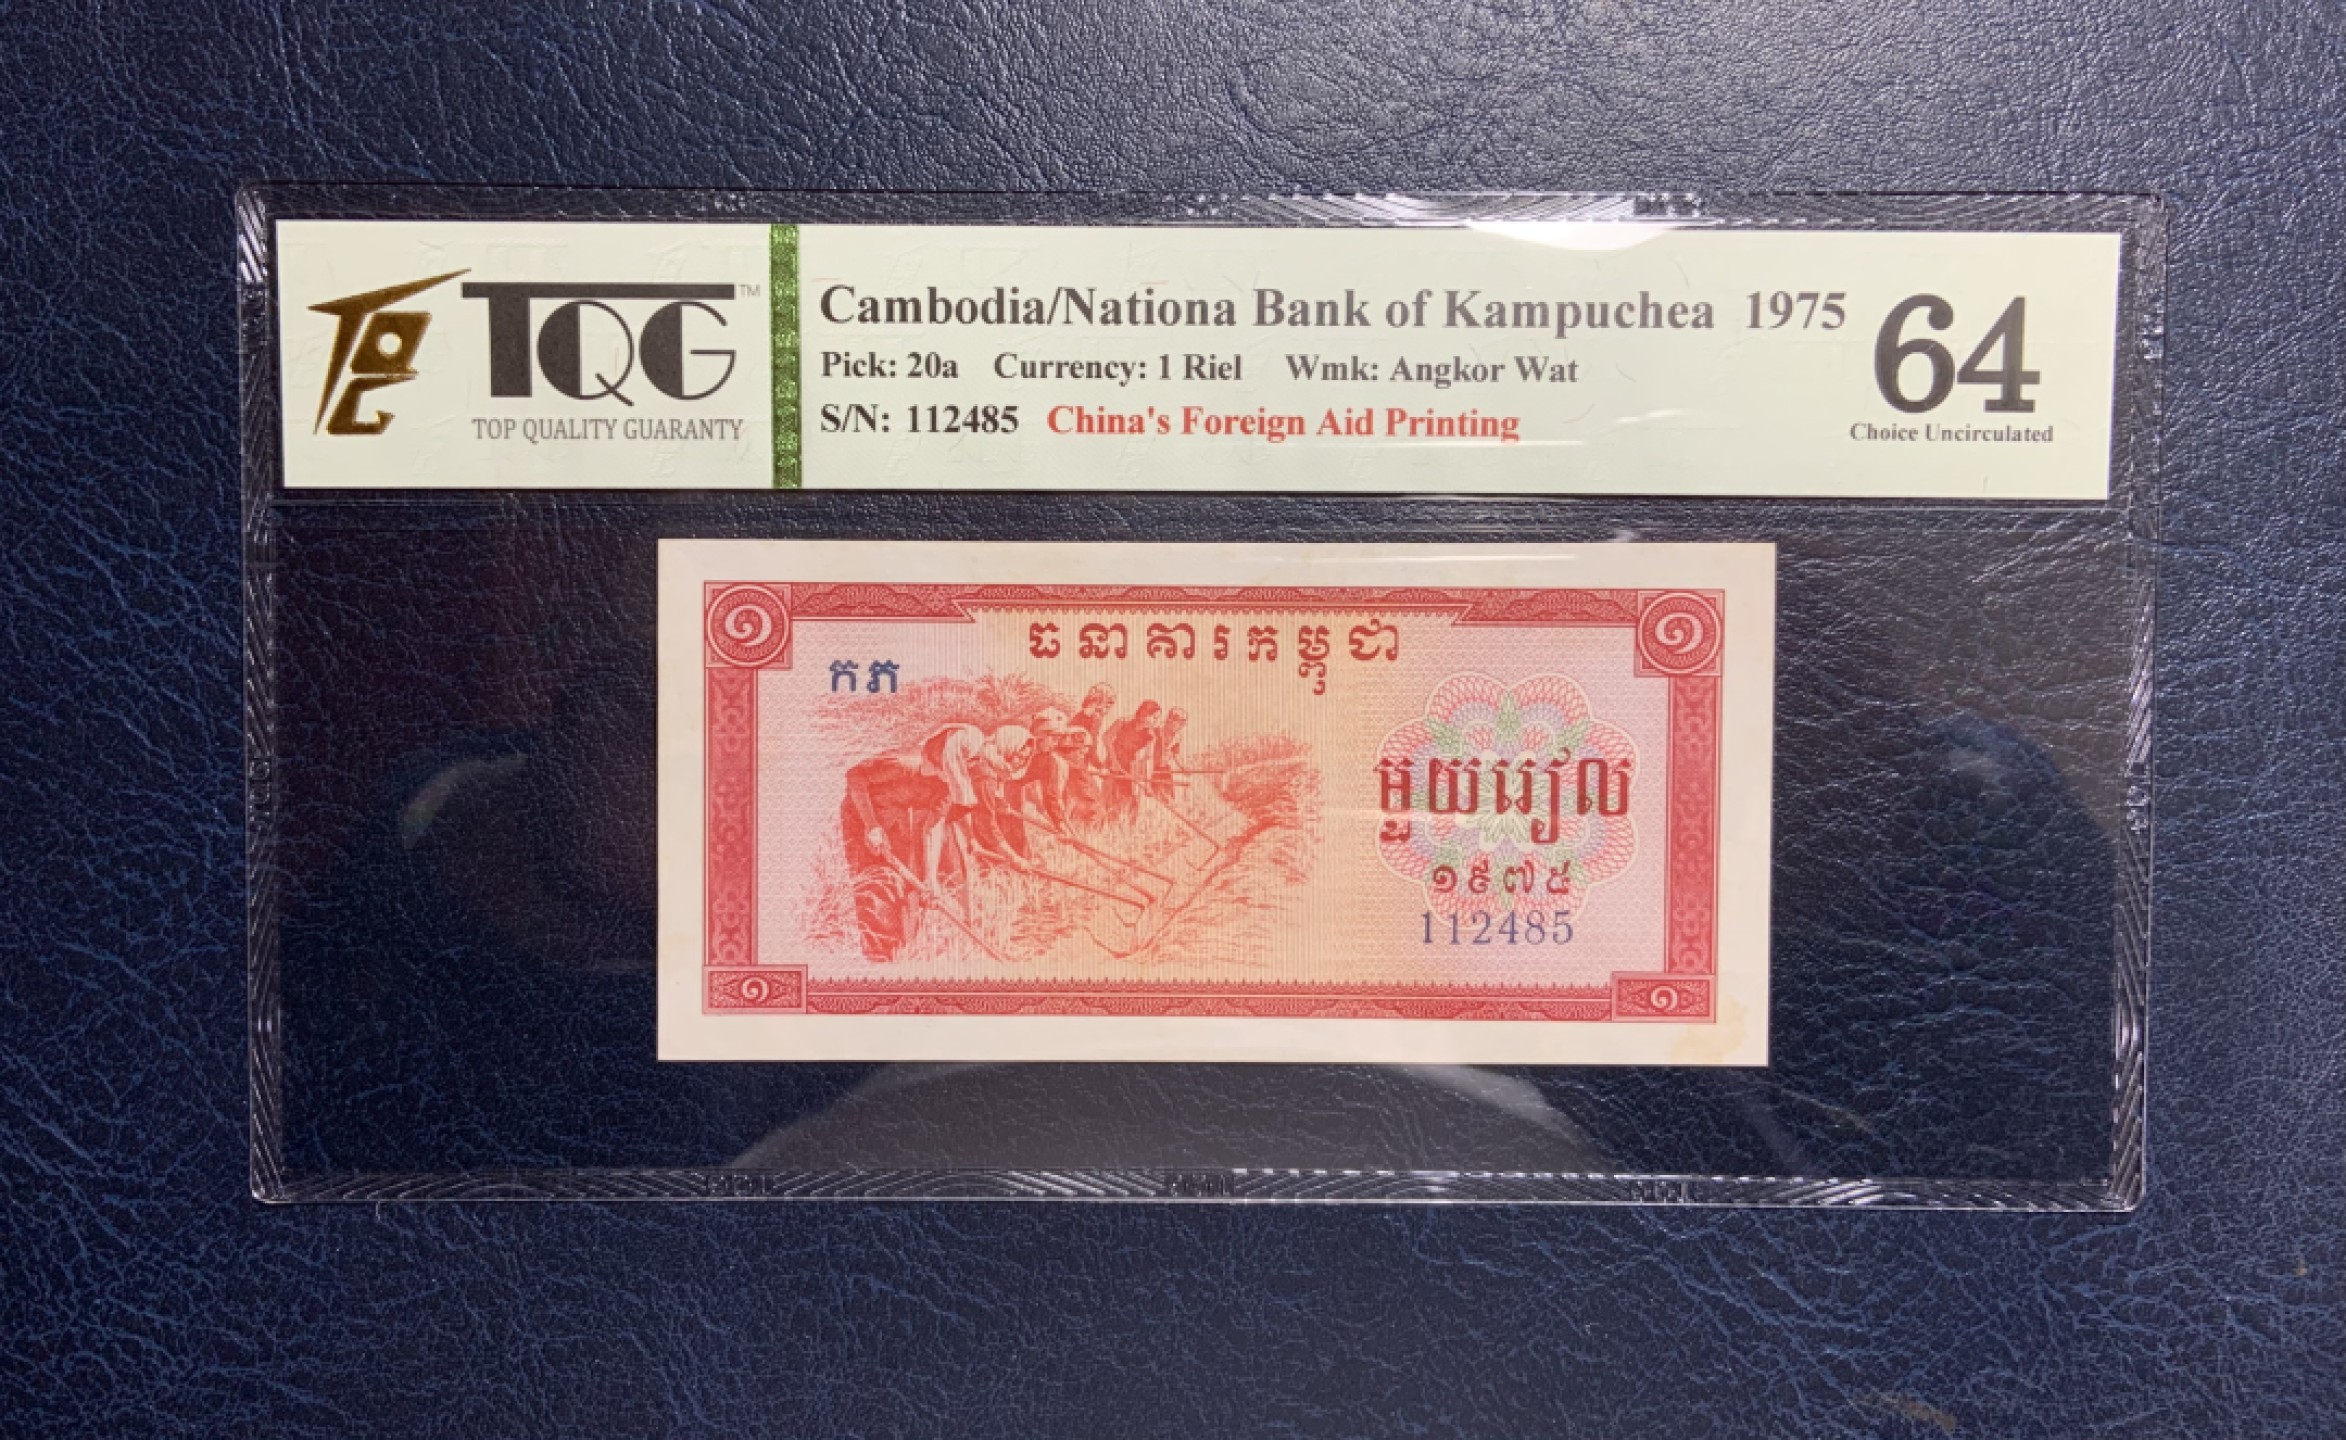 TQG™
TOP QUALITY GUARANTY
Cambodia/Nationa Bank of Kampuchea 1975
Pick: 20a Currency: 1 Riel Wmk: Angkor Wat
S/N: 112485 China's Foreign Aid Printing
64
Choice Uncirculated
១ ១
ធនាគារកម្ពុជា
កភ
មួយរៀល
១៩៧៥
112485
១ ១